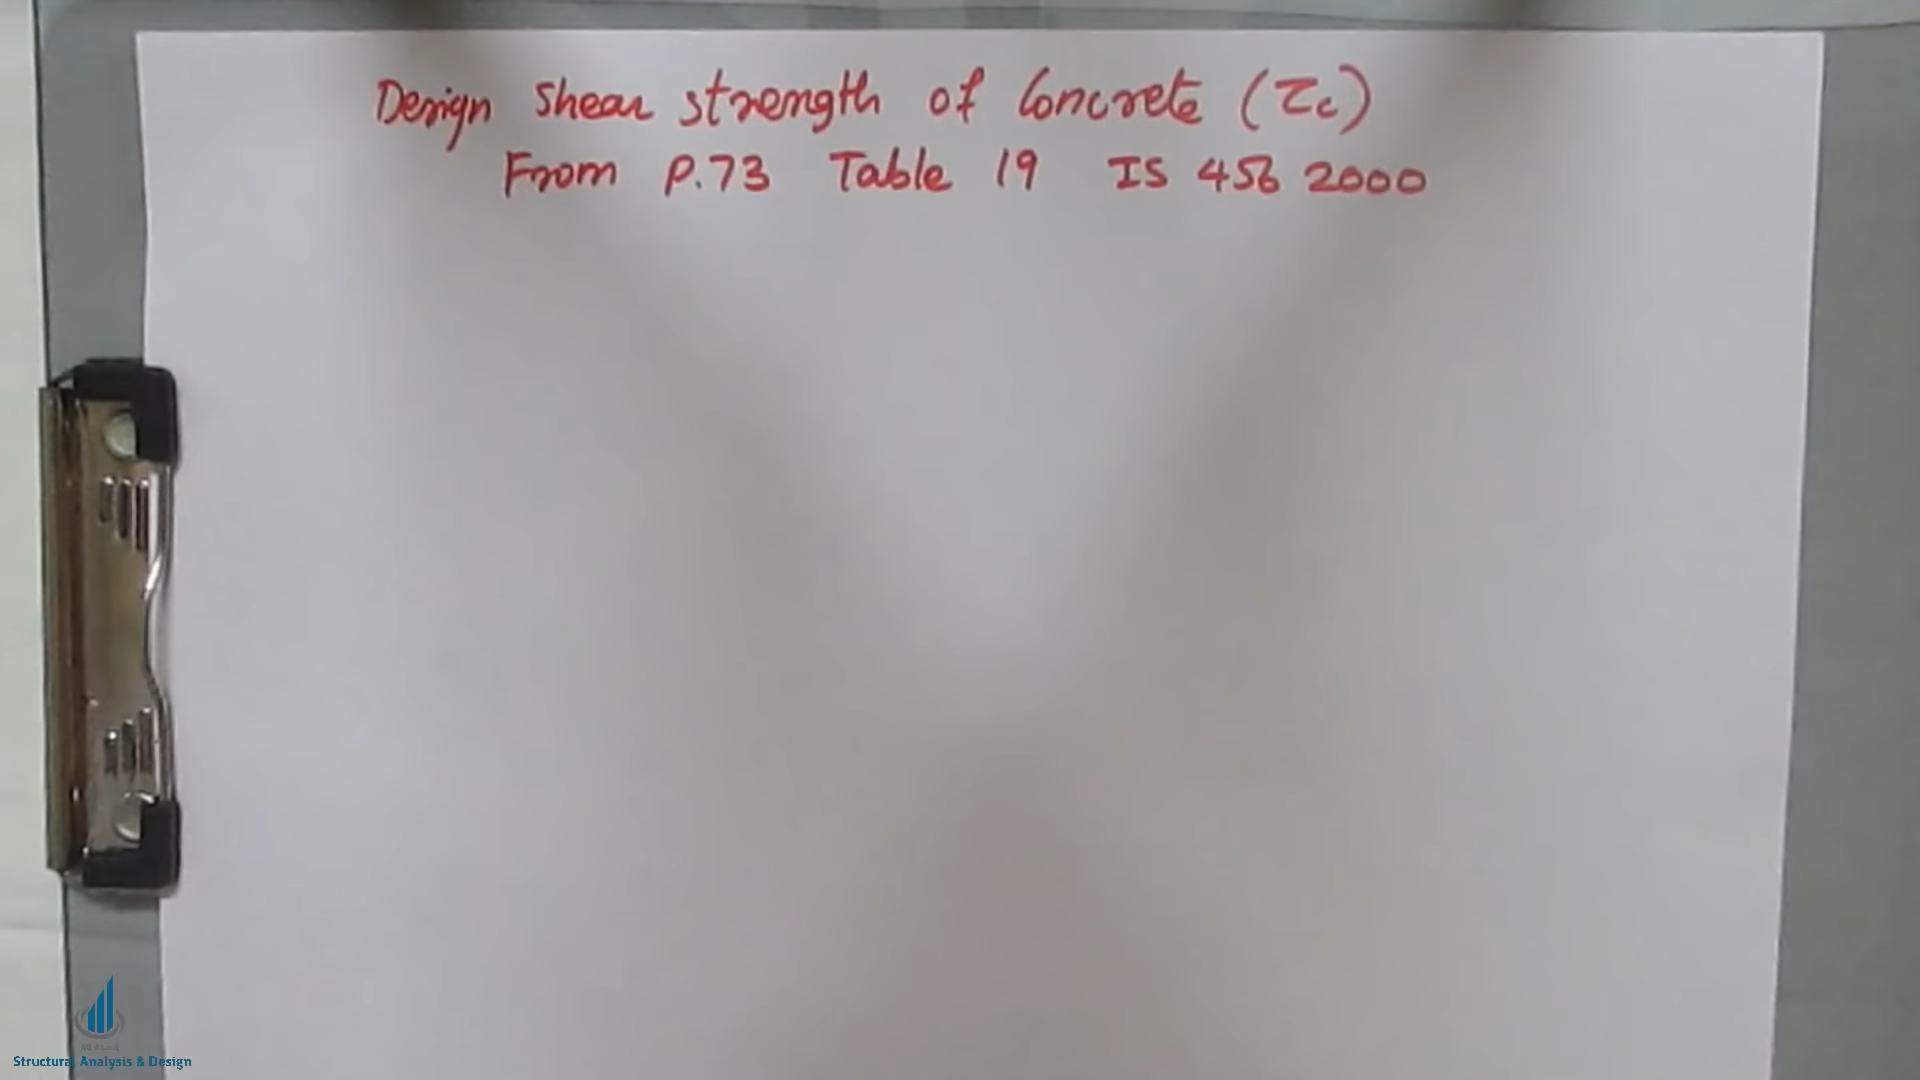 Design Shear strength of Concrete (τc)
From P.73 Table 19 IS 456 2000
Structural Analysis & Design